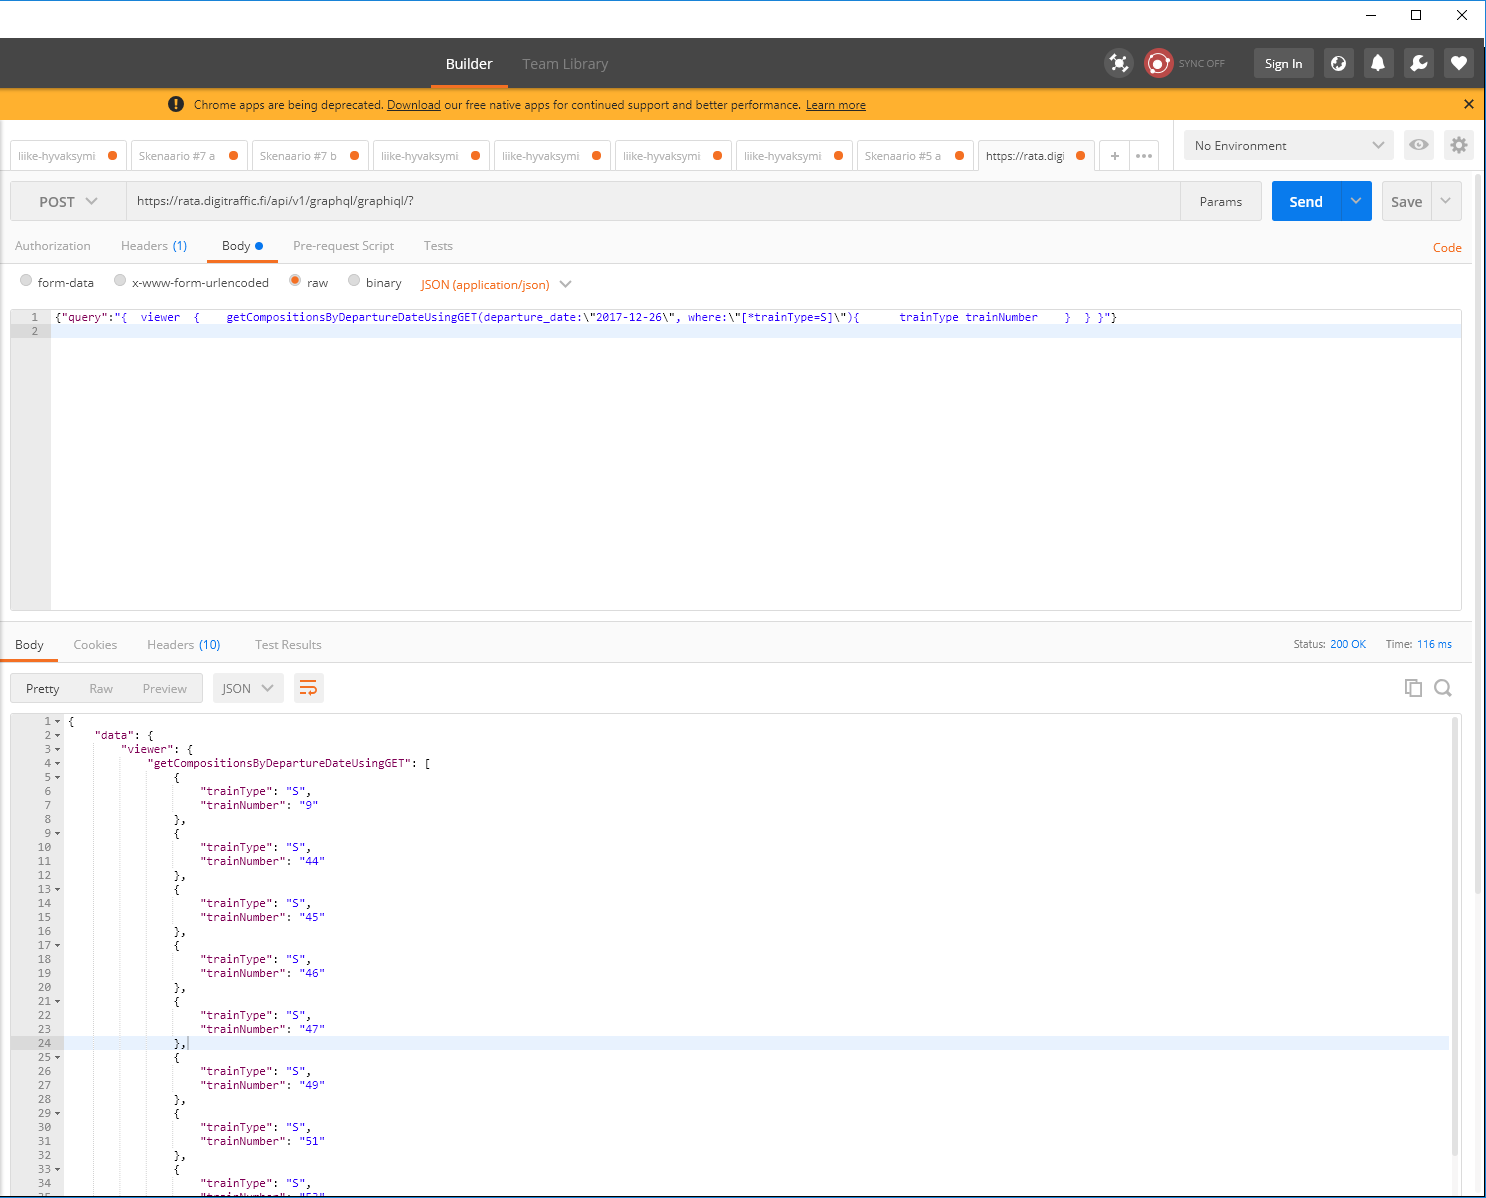 Builder Team Library SYNC OFF Sign In
! Chrome apps are being deprecated. Download our free native apps for continued support and better performance. Learn more
liike-hyvaksymi Skenaario #7 a Skenaario #7 b liike-hyvaksymi liike-hyvaksymi liike-hyvaksymi liike-hyvaksymi Skenaario #5 a https://rata.digi + ••• No Environment
POST https://rata.digitraffic.fi/api/v1/graphql/graphiql/? Params Send Save
Authorization Headers (1) Body Pre-request Script Tests Code
form-data x-www-form-urlencoded raw binary JSON (application/json)
1 {"query":"{  viewer  {    getCompositionsByDepartureDateUsingGET(departure_date:\"2017-12-26\", where:\"[*trainType=S]\"){      trainType trainNumber    }  } }"}
2
Body Cookies Headers (10) Test Results Status: 200 OK Time: 116 ms
Pretty Raw Preview JSON
1 {
2 "data": {
3 "viewer": {
4 "getCompositionsByDepartureDateUsingGET": [
5 {
6 "trainType": "S",
7 "trainNumber": "9"
8 },
9 {
10 "trainType": "S",
11 "trainNumber": "44"
12 },
13 {
14 "trainType": "S",
15 "trainNumber": "45"
16 },
17 {
18 "trainType": "S",
19 "trainNumber": "46"
20 },
21 {
22 "trainType": "S",
23 "trainNumber": "47"
24 },
25 {
26 "trainType": "S",
27 "trainNumber": "49"
28 },
29 {
30 "trainType": "S",
31 "trainNumber": "51"
32 },
33 {
34 "trainType": "S",